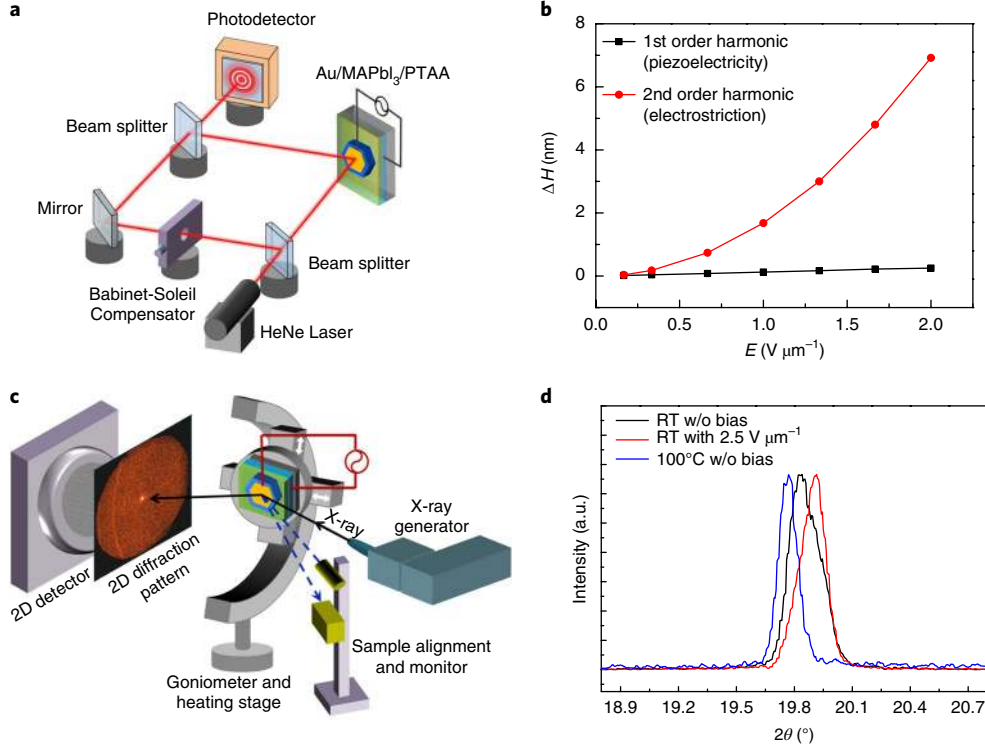 a
Photodetector
Au/MAPbI₃/PTAA
Beam splitter
Mirror
Beam splitter
Babinet-Soleil
Compensator
HeNe Laser
b
1st order harmonic
(piezoelectricity)
2nd order harmonic
(electrostriction)
8
6
4
2
0
ΔH (nm)
0.0
0.5
1.0
1.5
2.0
E (V μm⁻¹)
c
X-ray
X-ray
generator
2D detector
2D diffraction
pattern
Sample alignment
and monitor
Goniometer and
heating stage
d
RT w/o bias
RT with 2.5 V μm⁻¹
100°C w/o bias
Intensity (a.u.)
18.9
19.2
19.5
19.8
20.1
20.4
20.7
2θ (°)